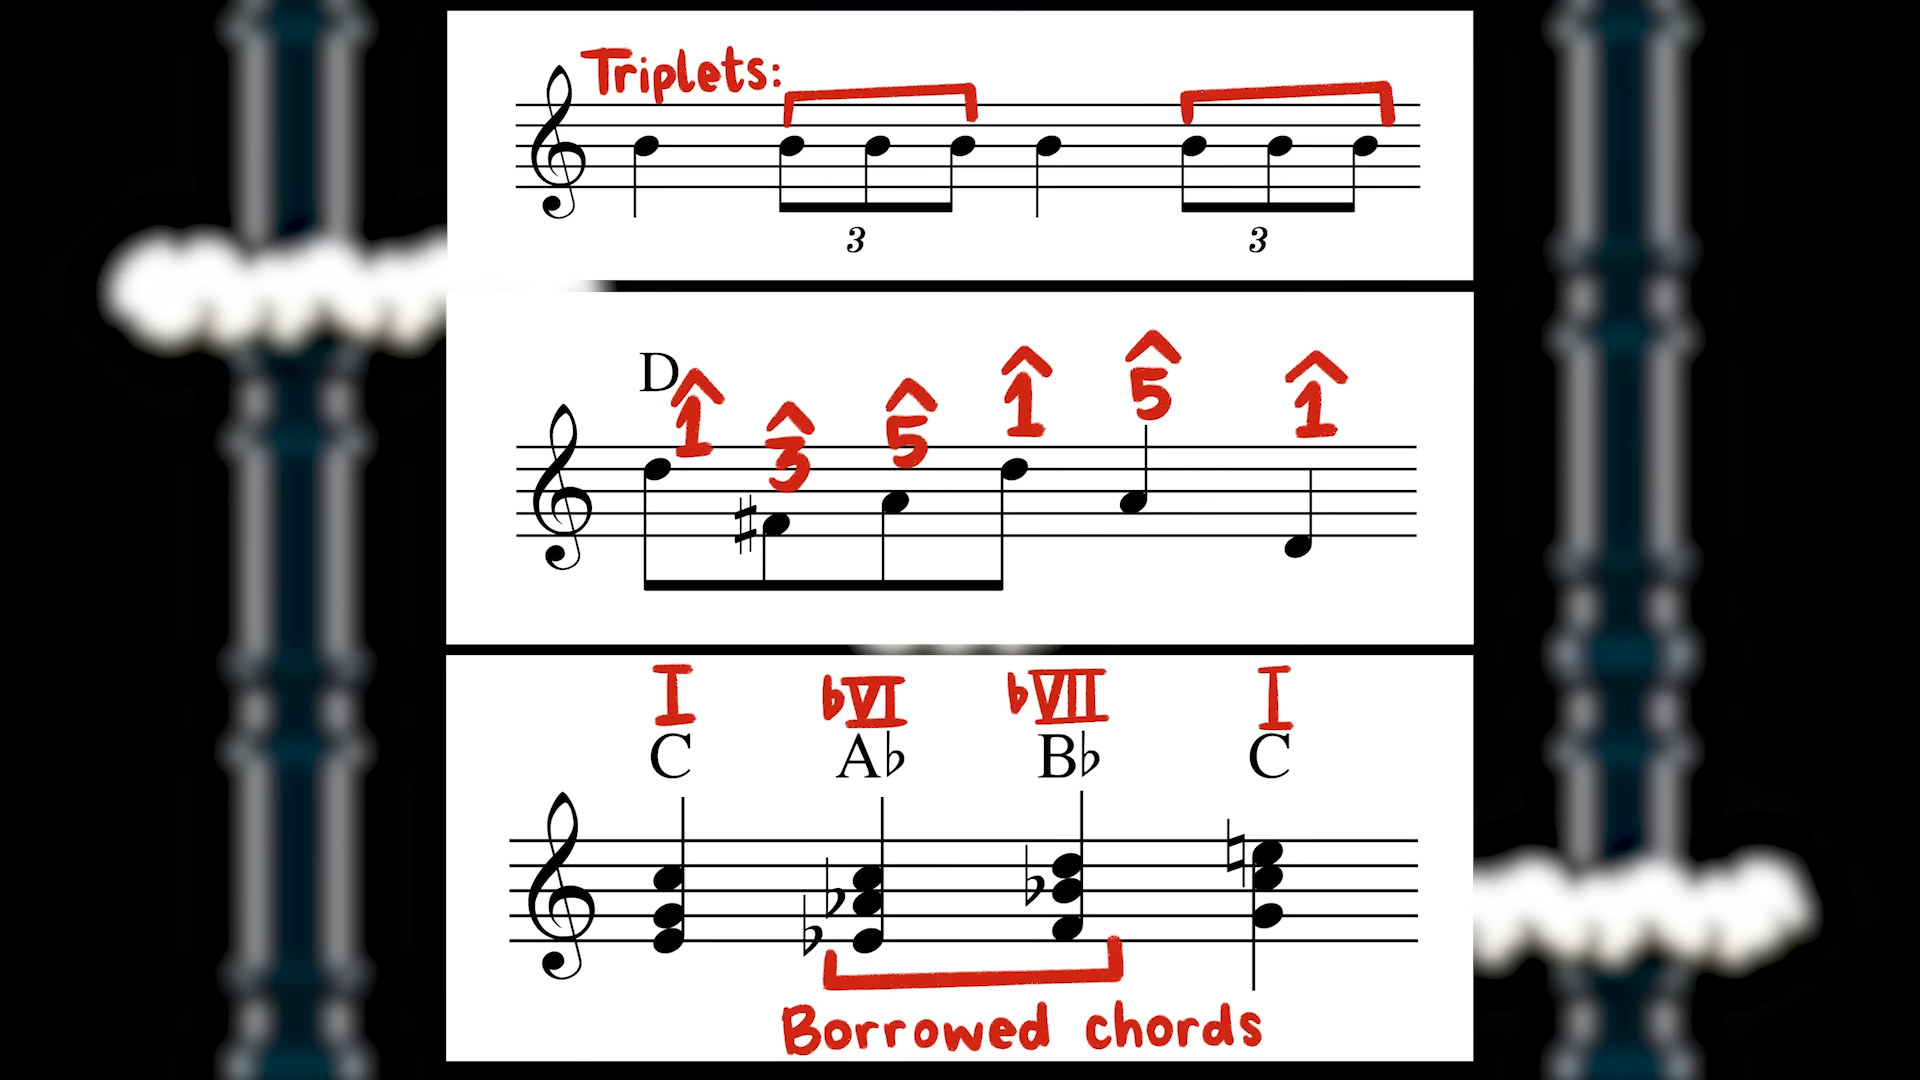 Triplets:
3 3
D
1 3 5 1 5 1
I ♭VI ♭VII I
C A♭ B♭ C
Borrowed chords